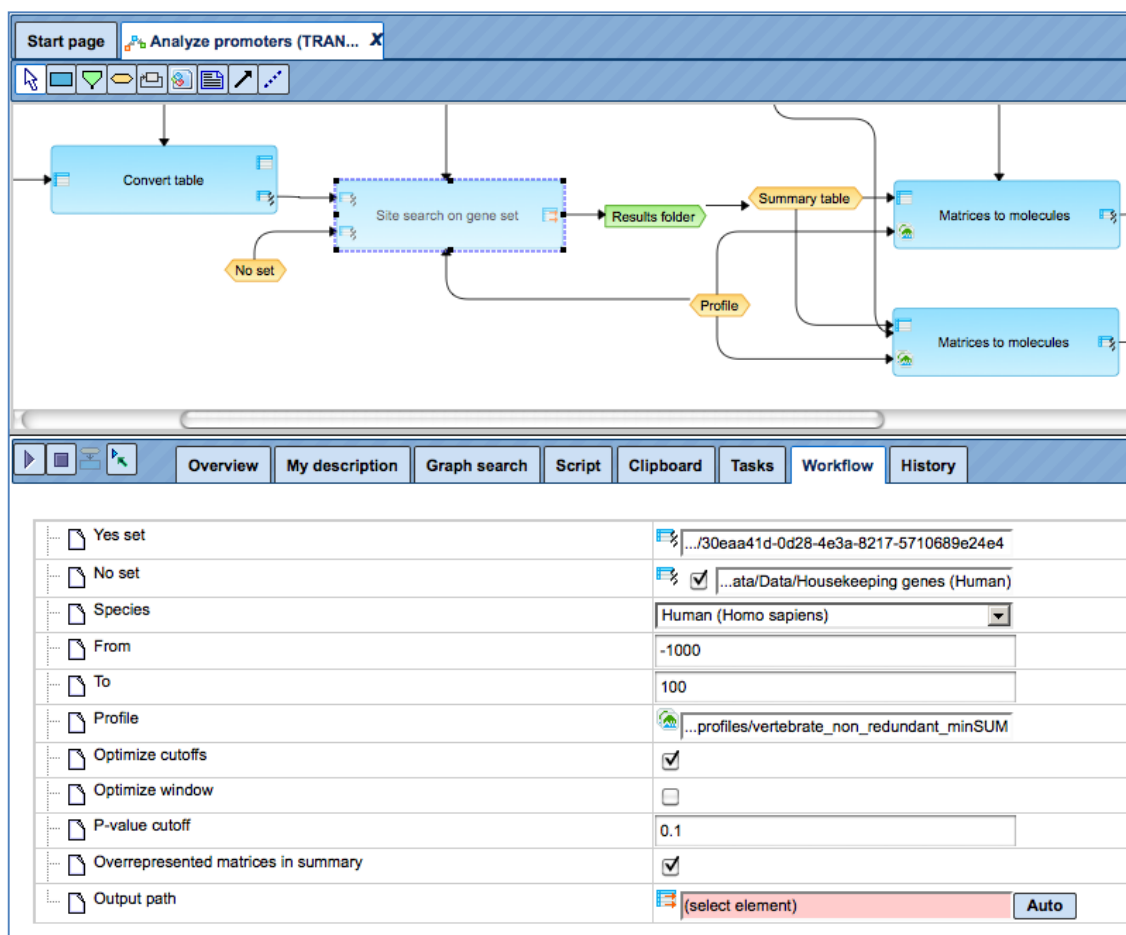 Start page
Analyze promoters (TRAN... X
Convert table
Site search on gene set
Results folder
Summary table
Matrices to molecules
No set
Profile
Matrices to molecules
Overview
My description
Graph search
Script
Clipboard
Tasks
Workflow
History
Yes set
.../30eaa41d-0d28-4e3a-8217-5710689e24e4
No set
...ata/Data/Housekeeping genes (Human)
Species
Human (Homo sapiens)
From
-1000
To
100
Profile
...profiles/vertebrate_non_redundant_minSUM
Optimize cutoffs
Optimize window
P-value cutoff
0.1
Overrepresented matrices in summary
Output path
(select element)
Auto